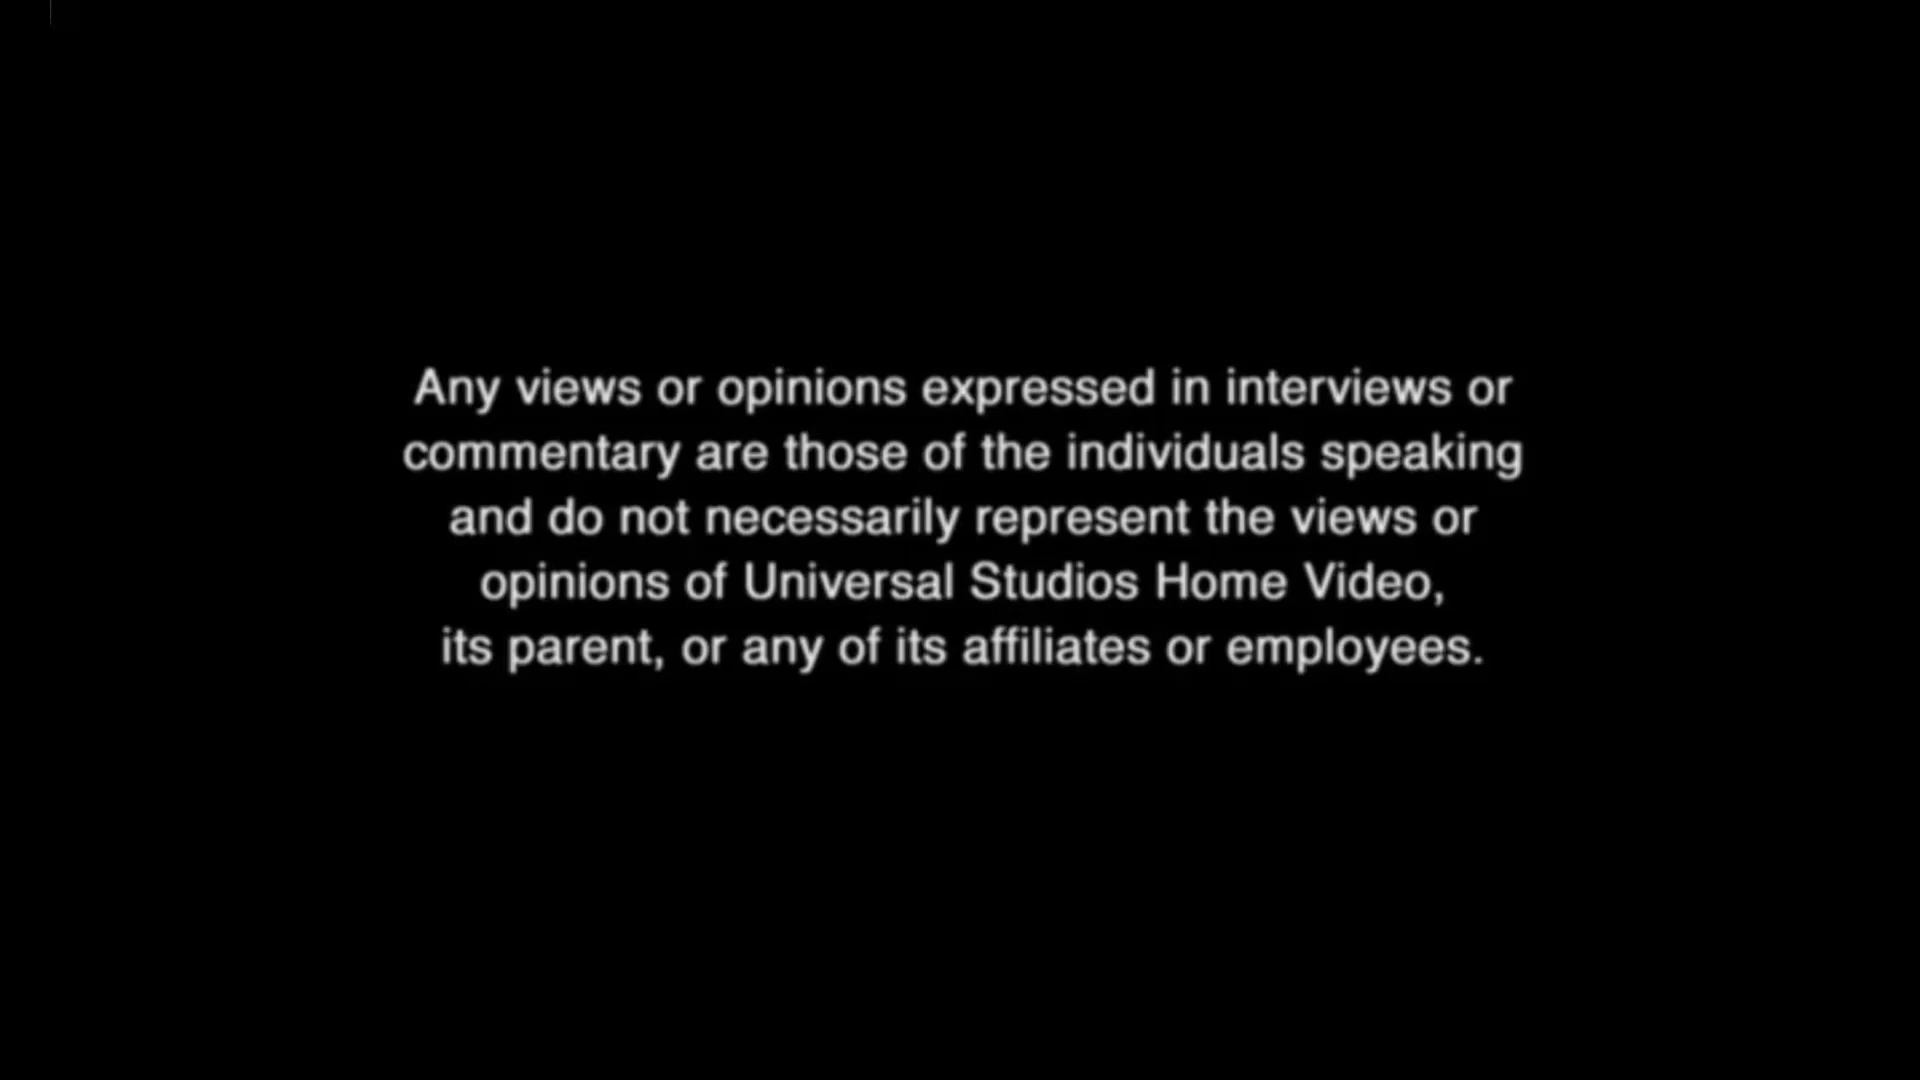 Any views or opinions expressed in interviews or
commentary are those of the individuals speaking
and do not necessarily represent the views or
opinions of Universal Studios Home Video,
its parent, or any of its affiliates or employees.